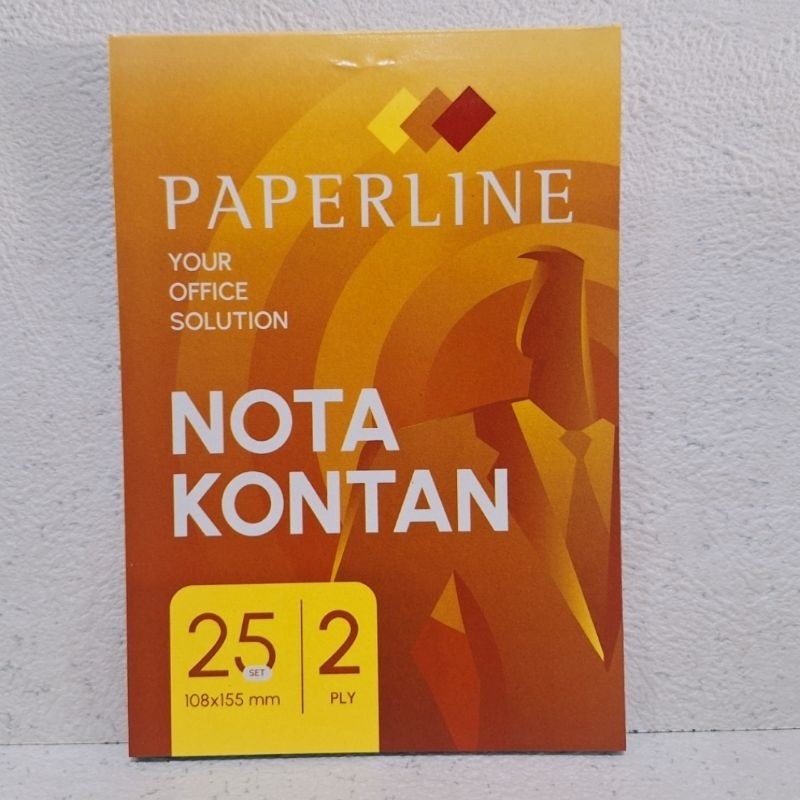 PAPERLINE
YOUR
OFFICE
SOLUTION
NOTA
KONTAN
25 SET
108x155 mm
2
PLY